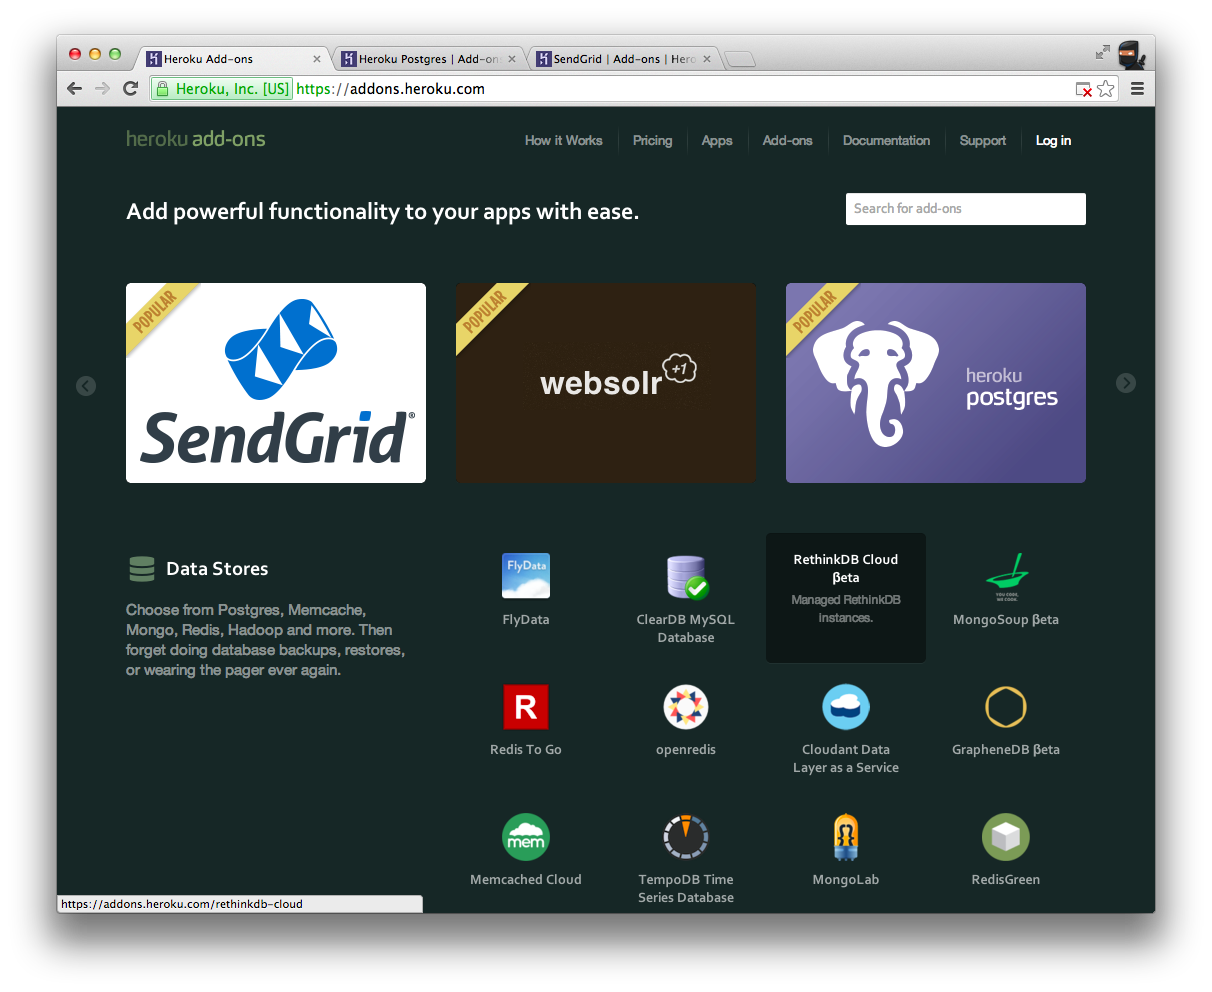 Heroku Add-ons
Heroku Postgres | Add-ons
SendGrid | Add-ons | Hero
Heroku, Inc. [US] https://addons.heroku.com
heroku add-ons
How it Works
Pricing
Apps
Add-ons
Documentation
Support
Log in
Add powerful functionality to your apps with ease.
Search for add-ons
POPULAR
SendGrid®
POPULAR
websolr +1
POPULAR
heroku
postgres
Data Stores
Choose from Postgres, Memcache,
Mongo, Redis, Hadoop and more. Then
forget doing database backups, restores,
or wearing the pager ever again.
FlyData
FlyData
ClearDB MySQL
Database
RethinkDB Cloud
βeta
Managed RethinkDB
instances.
YOU CODE,
WE COOK.
MongoSoup βeta
R
Redis To Go
openredis
Cloudant Data
Layer as a Service
GrapheneDB βeta
mem
Memcached Cloud
TempoDB Time
Series Database
MongoLab
RedisGreen
https://addons.heroku.com/rethinkdb-cloud